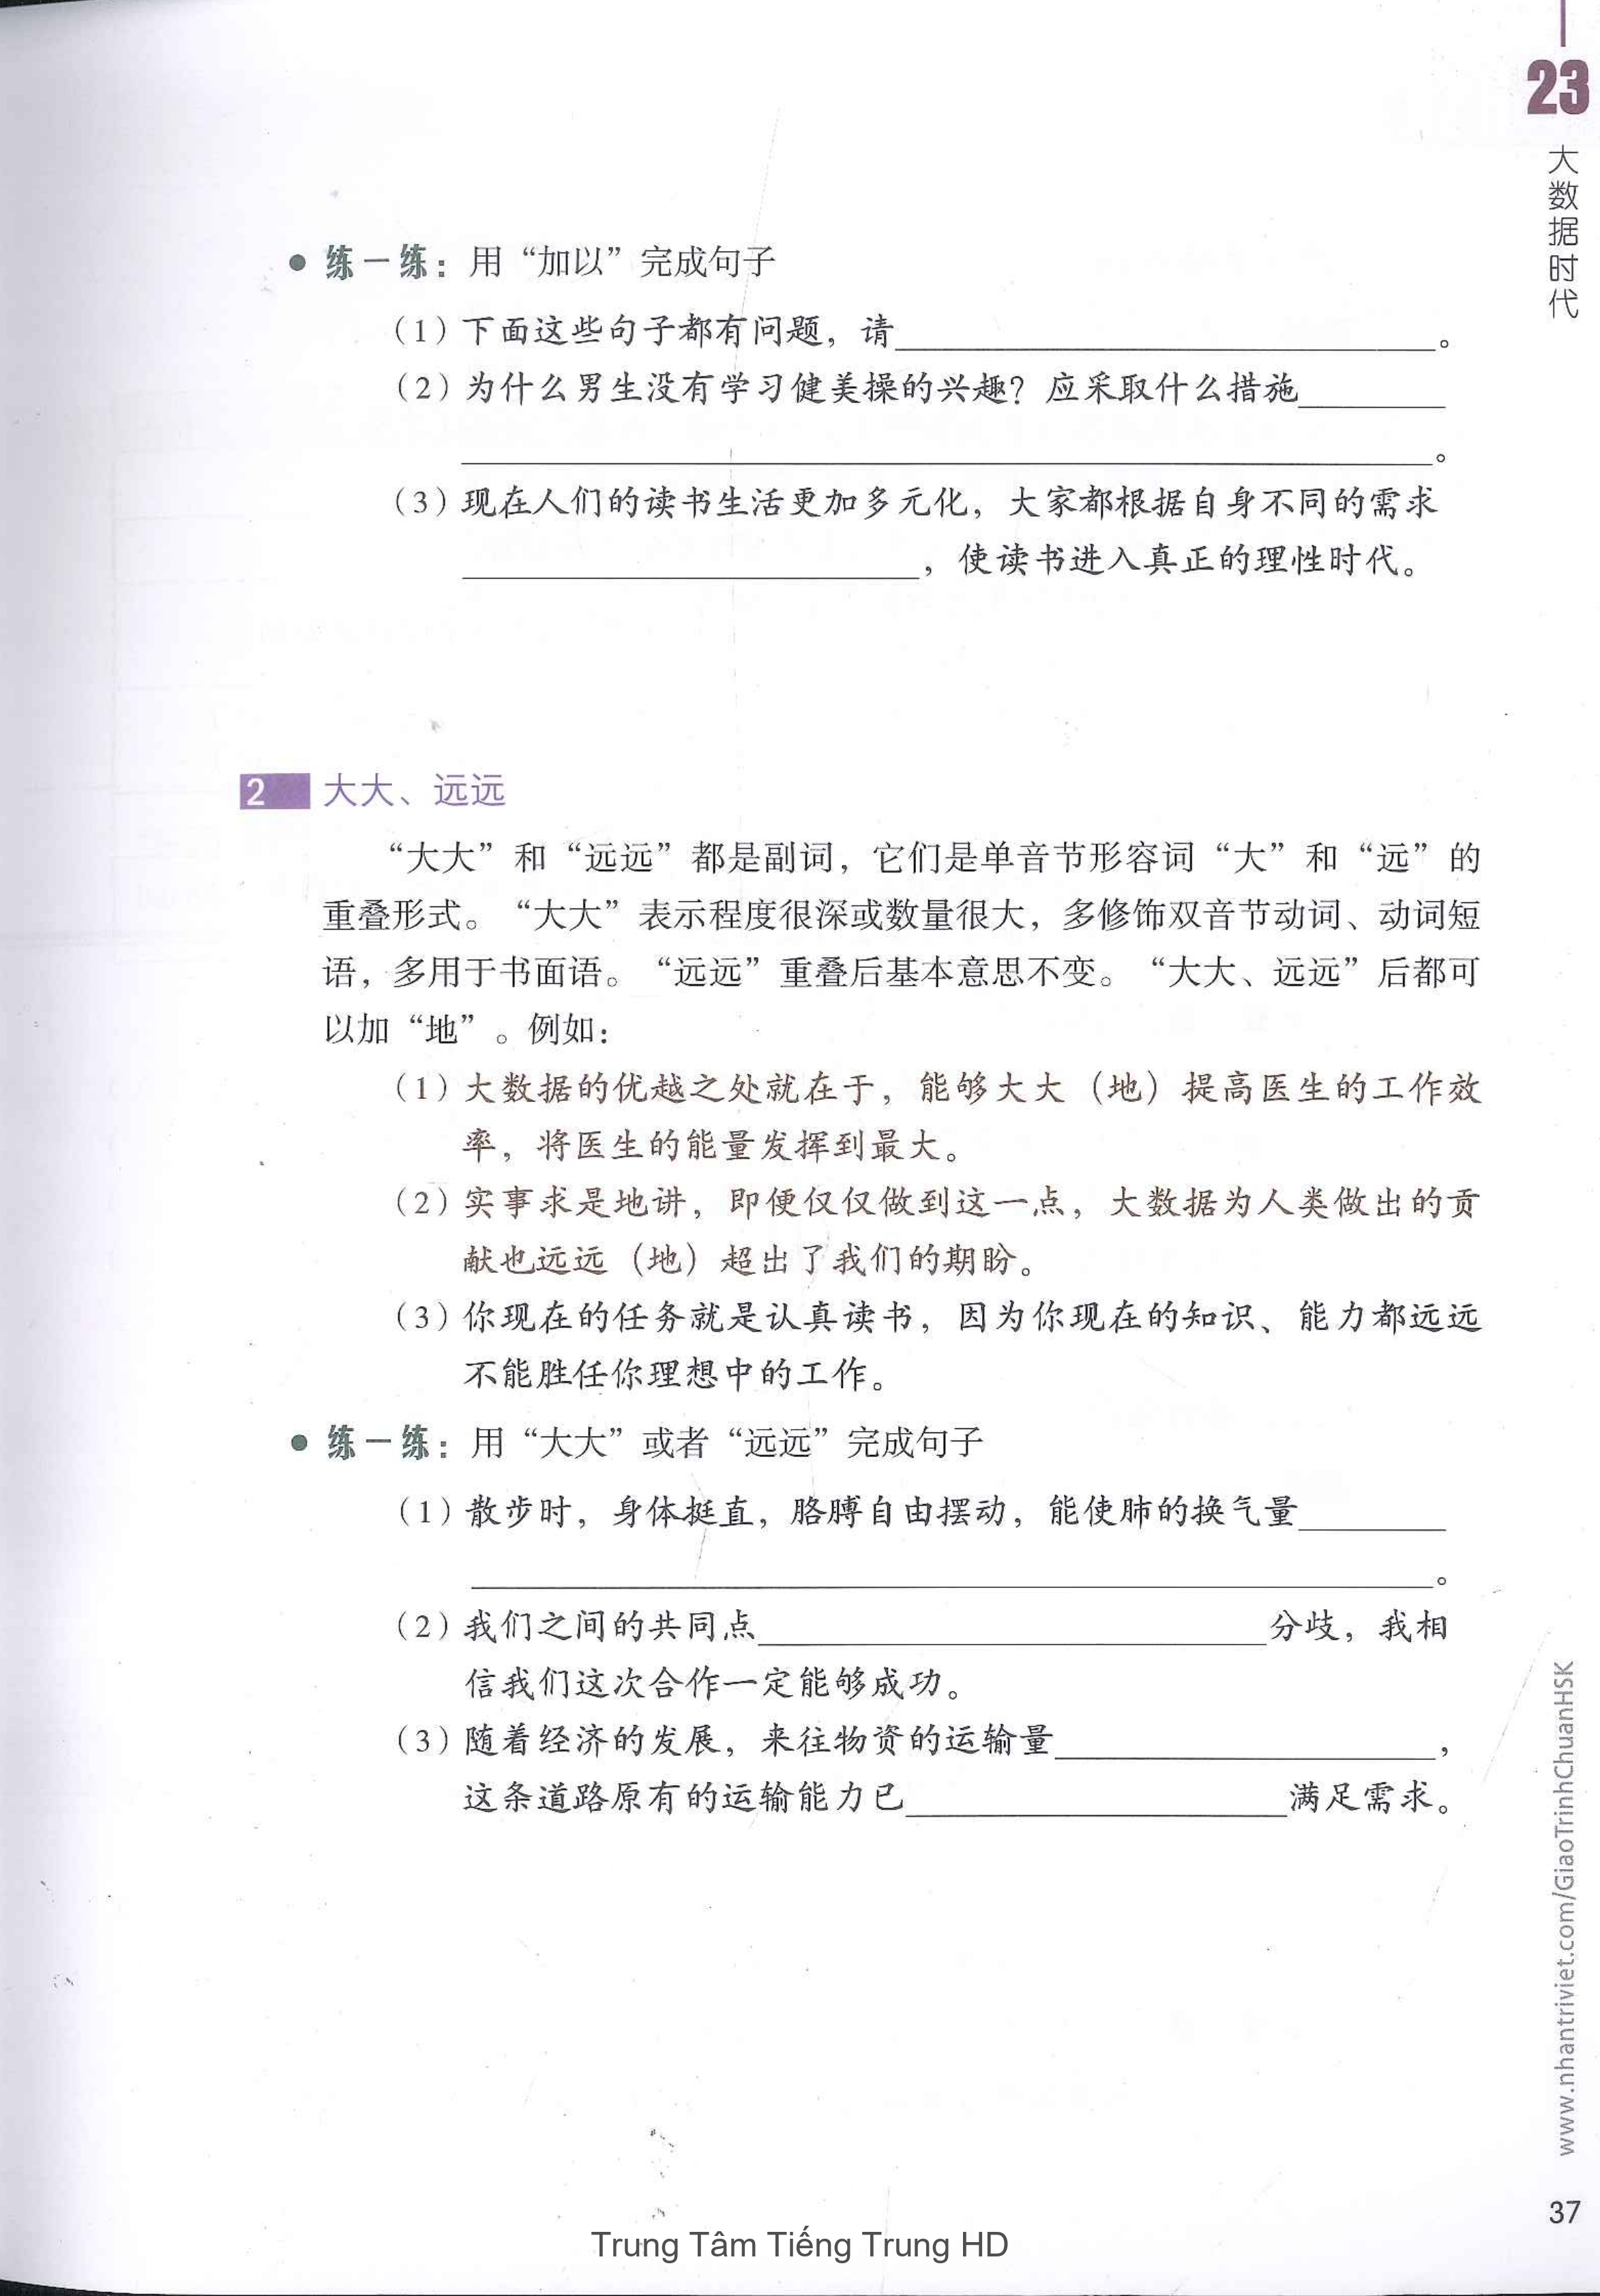 23
大数据时代
● 练一练：用“加以”完成句子
（1）下面这些句子都有问题，请____________________。
（2）为什么男生没有学习健美操的兴趣？应采取什么措施______
____________________。
（3）现在人们的读书生活更加多元化，大家都根据自身不同的需求
____________________，使读书进入真正的理性时代。
2 大大、远远
“大大”和“远远”都是副词，它们是单音节形容词“大”和“远”的
重叠形式。“大大”表示程度很深或数量很大，多修饰双音节动词、动词短
语，多用于书面语。“远远”重叠后基本意思不变。“大大、远远”后都可
以加“地”。例如：
（1）大数据的优越之处就在于，能够大大（地）提高医生的工作效
率，将医生的能量发挥到最大。
（2）实事求是地讲，即便仅仅做到这一点，大数据为人类做出的贡
献也远远（地）超出了我们的期盼。
（3）你现在的任务就是认真读书，因为你现在的知识、能力都远远
不能胜任你理想中的工作。
● 练一练：用“大大”或者“远远”完成句子
（1）散步时，身体挺直，胳膊自由摆动，能使肺的换气量______
____________________。
（2）我们之间的共同点____________________分歧，我相
信我们这次合作一定能够成功。
（3）随着经济的发展，来往物资的运输量____________________，
这条道路原有的运输能力已____________________满足需求。
www.nhantriviet.com/GiaoTrinhChuanHSK
37
Trung Tâm Tiếng Trung HD